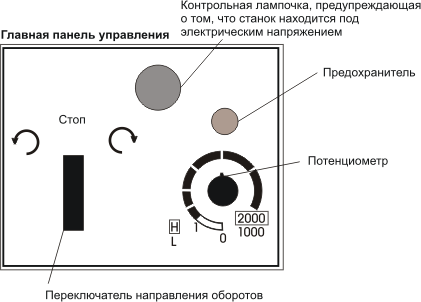 Контрольная лампочка, предупреждающая
о том, что станок находится под
электрическим напряжением
Главная панель управления
Предохранитель
Стоп
Потенциометр
H
L
1
0
2000
1000
Переключатель направления оборотов